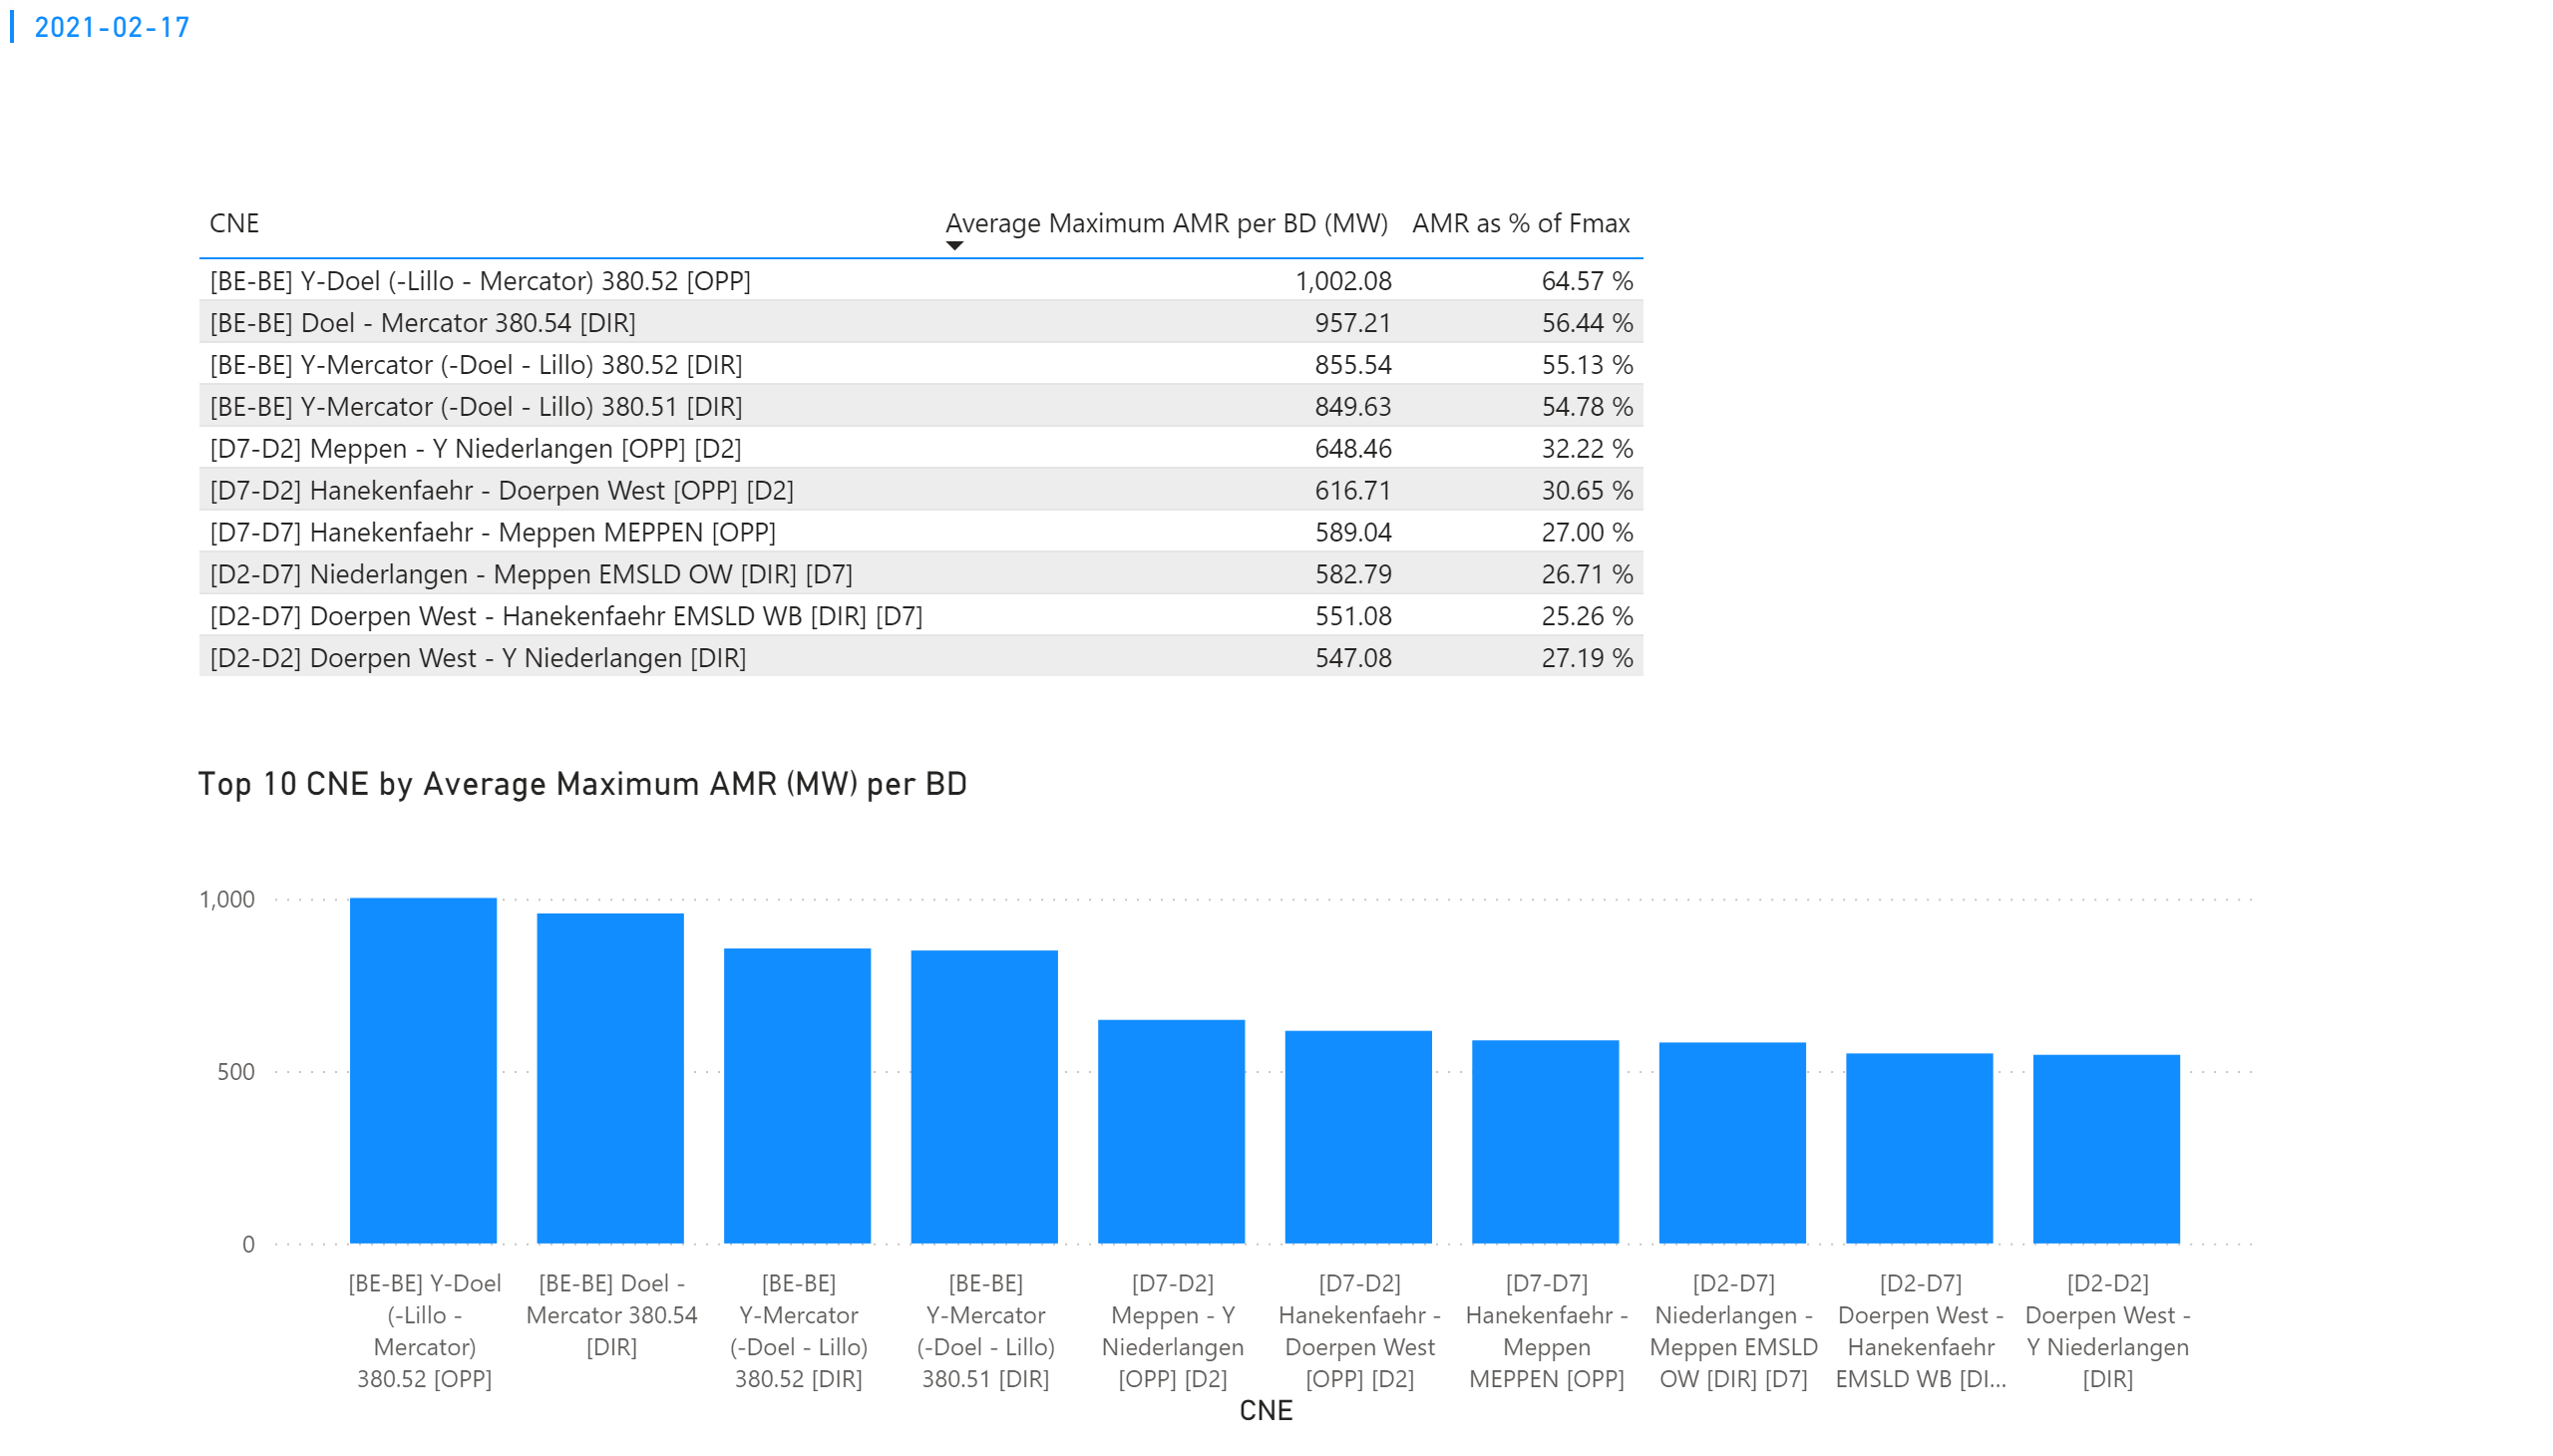 2021-02-17
CNE Average Maximum AMR per BD (MW) AMR as % of Fmax
[BE-BE] Y-Doel (-Lillo - Mercator) 380.52 [OPP] 1,002.08 64.57 %
[BE-BE] Doel - Mercator 380.54 [DIR] 957.21 56.44 %
[BE-BE] Y-Mercator (-Doel - Lillo) 380.52 [DIR] 855.54 55.13 %
[BE-BE] Y-Mercator (-Doel - Lillo) 380.51 [DIR] 849.63 54.78 %
[D7-D2] Meppen - Y Niederlangen [OPP] [D2] 648.46 32.22 %
[D7-D2] Hanekenfaehr - Doerpen West [OPP] [D2] 616.71 30.65 %
[D7-D7] Hanekenfaehr - Meppen MEPPEN [OPP] 589.04 27.00 %
[D2-D7] Niederlangen - Meppen EMSLD OW [DIR] [D7] 582.79 26.71 %
[D2-D7] Doerpen West - Hanekenfaehr EMSLD WB [DIR] [D7] 551.08 25.26 %
[D2-D2] Doerpen West - Y Niederlangen [DIR] 547.08 27.19 %
Top 10 CNE by Average Maximum AMR (MW) per BD
1,000
500
0
[BE-BE] Y-Doel
(-Lillo -
Mercator)
380.52 [OPP]
[BE-BE] Doel -
Mercator 380.54
[DIR]
[BE-BE]
Y-Mercator
(-Doel - Lillo)
380.52 [DIR]
[BE-BE]
Y-Mercator
(-Doel - Lillo)
380.51 [DIR]
[D7-D2]
Meppen - Y
Niederlangen
[OPP] [D2]
[D7-D2]
Hanekenfaehr -
Doerpen West
[OPP] [D2]
[D7-D7]
Hanekenfaehr -
Meppen
MEPPEN [OPP]
[D2-D7]
Niederlangen -
Meppen EMSLD
OW [DIR] [D7]
[D2-D7]
Doerpen West -
Hanekenfaehr
EMSLD WB [DI...
[D2-D2]
Doerpen West -
Y Niederlangen
[DIR]
CNE